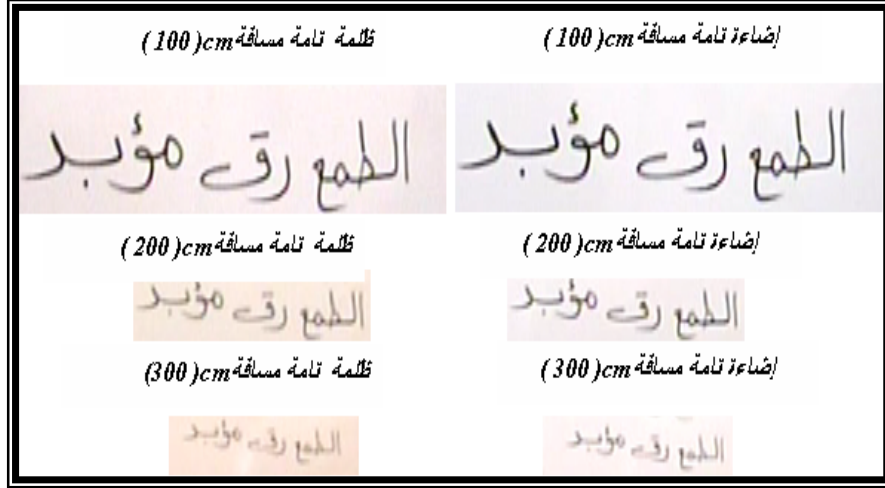 إضاءة تامة مسافة cm(100)
ظلمة تامة مسافة cm(100)
الطمع رق مؤبد
الطمع رق مؤبد
إضاءة تامة مسافة cm(200)
ظلمة تامة مسافة cm(200)
الطمع رق مؤبد
الطمع رق مؤبد
إضاءة تامة مسافة cm(300)
ظلمة تامة مسافة cm(300)
الطمع رق مؤبد
الطمع رق مؤبد